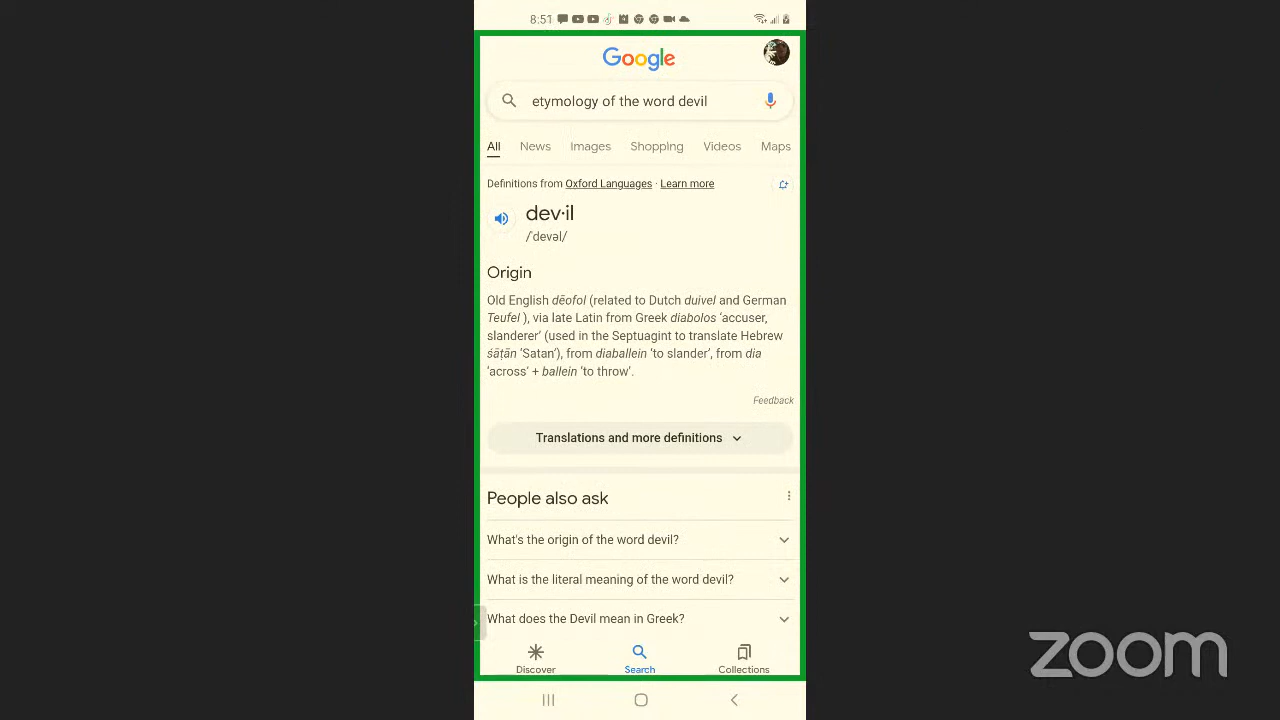 8:51
Google
etymology of the word devil
All News Images Shopping Videos Maps
Definitions from Oxford Languages · Learn more
dev·il
/ˈdevəl/
Origin
Old English dēofol (related to Dutch duivel and German
Teufel ), via late Latin from Greek diabolos ‘accuser,
slanderer’ (used in the Septuagint to translate Hebrew
śāṭān ‘Satan’), from diaballein ‘to slander’, from dia
‘across’ + ballein ‘to throw’.
Feedback
Translations and more definitions
People also ask
What's the origin of the word devil?
What is the literal meaning of the word devil?
What does the Devil mean in Greek?
Discover Search Collections
zoom